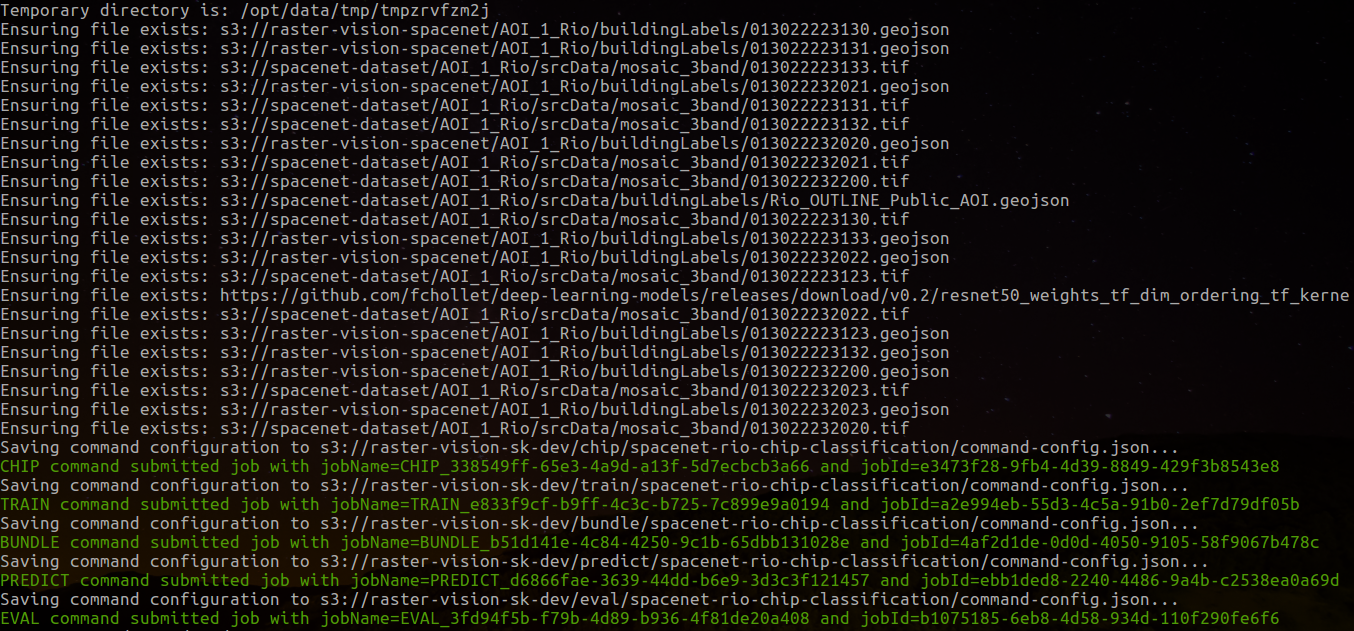 Temporary directory is: /opt/data/tmp/tmpzrvfzm2j
Ensuring file exists: s3://raster-vision-spacenet/AOI_1_Rio/buildingLabels/013022223130.geojson
Ensuring file exists: s3://raster-vision-spacenet/AOI_1_Rio/buildingLabels/013022223131.geojson
Ensuring file exists: s3://spacenet-dataset/AOI_1_Rio/srcData/mosaic_3band/013022223133.tif
Ensuring file exists: s3://raster-vision-spacenet/AOI_1_Rio/buildingLabels/013022232021.geojson
Ensuring file exists: s3://spacenet-dataset/AOI_1_Rio/srcData/mosaic_3band/013022223131.tif
Ensuring file exists: s3://spacenet-dataset/AOI_1_Rio/srcData/mosaic_3band/013022223132.tif
Ensuring file exists: s3://raster-vision-spacenet/AOI_1_Rio/buildingLabels/013022232020.geojson
Ensuring file exists: s3://spacenet-dataset/AOI_1_Rio/srcData/mosaic_3band/013022232021.tif
Ensuring file exists: s3://spacenet-dataset/AOI_1_Rio/srcData/mosaic_3band/013022232200.tif
Ensuring file exists: s3://spacenet-dataset/AOI_1_Rio/srcData/buildingLabels/Rio_OUTLINE_Public_AOI.geojson
Ensuring file exists: s3://spacenet-dataset/AOI_1_Rio/srcData/mosaic_3band/013022223130.tif
Ensuring file exists: s3://raster-vision-spacenet/AOI_1_Rio/buildingLabels/013022223133.geojson
Ensuring file exists: s3://raster-vision-spacenet/AOI_1_Rio/buildingLabels/013022232022.geojson
Ensuring file exists: s3://spacenet-dataset/AOI_1_Rio/srcData/mosaic_3band/013022223123.tif
Ensuring file exists: https://github.com/fchollet/deep-learning-models/releases/download/v0.2/resnet50_weights_tf_dim_ordering_tf_kerne
Ensuring file exists: s3://spacenet-dataset/AOI_1_Rio/srcData/mosaic_3band/013022232022.tif
Ensuring file exists: s3://raster-vision-spacenet/AOI_1_Rio/buildingLabels/013022223123.geojson
Ensuring file exists: s3://raster-vision-spacenet/AOI_1_Rio/buildingLabels/013022223132.geojson
Ensuring file exists: s3://raster-vision-spacenet/AOI_1_Rio/buildingLabels/013022232200.geojson
Ensuring file exists: s3://spacenet-dataset/AOI_1_Rio/srcData/mosaic_3band/013022232023.tif
Ensuring file exists: s3://raster-vision-spacenet/AOI_1_Rio/buildingLabels/013022232023.geojson
Ensuring file exists: s3://spacenet-dataset/AOI_1_Rio/srcData/mosaic_3band/013022232020.tif
Saving command configuration to s3://raster-vision-sk-dev/chip/spacenet-rio-chip-classification/command-config.json...
CHIP command submitted job with jobName=CHIP_338549ff-65e3-4a9d-a13f-5d7ecbcb3a66 and jobId=e3473f28-9fb4-4d39-8849-429f3b8543e8
Saving command configuration to s3://raster-vision-sk-dev/train/spacenet-rio-chip-classification/command-config.json...
TRAIN command submitted job with jobName=TRAIN_e833f9cf-b9ff-4c3c-b725-7c899e9a0194 and jobId=a2e994eb-55d3-4c5a-91b0-2ef7d79df05b
Saving command configuration to s3://raster-vision-sk-dev/bundle/spacenet-rio-chip-classification/command-config.json...
BUNDLE command submitted job with jobName=BUNDLE_b51d141e-4c84-4250-9c1b-65dbb131028e and jobId=4af2d1de-0d0d-4050-9105-58f9067b478c
Saving command configuration to s3://raster-vision-sk-dev/predict/spacenet-rio-chip-classification/command-config.json...
PREDICT command submitted job with jobName=PREDICT_d6866fae-3639-44dd-b6e9-3d3c3f121457 and jobId=ebb1ded8-2240-4486-9a4b-c2538ea0a69d
Saving command configuration to s3://raster-vision-sk-dev/eval/spacenet-rio-chip-classification/command-config.json...
EVAL command submitted job with jobName=EVAL_3fd94f5b-f79b-4d89-b936-4f81de20a408 and jobId=b1075185-6eb8-4d58-934d-110f290fe6f6